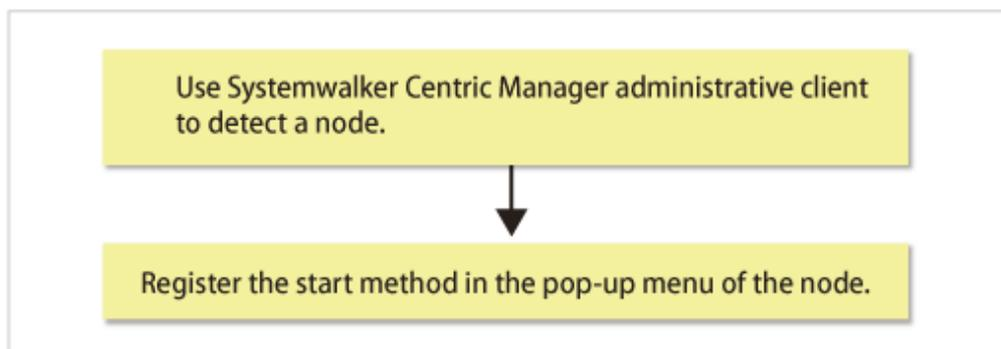 Use Systemwalker Centric Manager administrative client
to detect a node.
Register the start method in the pop-up menu of the node.